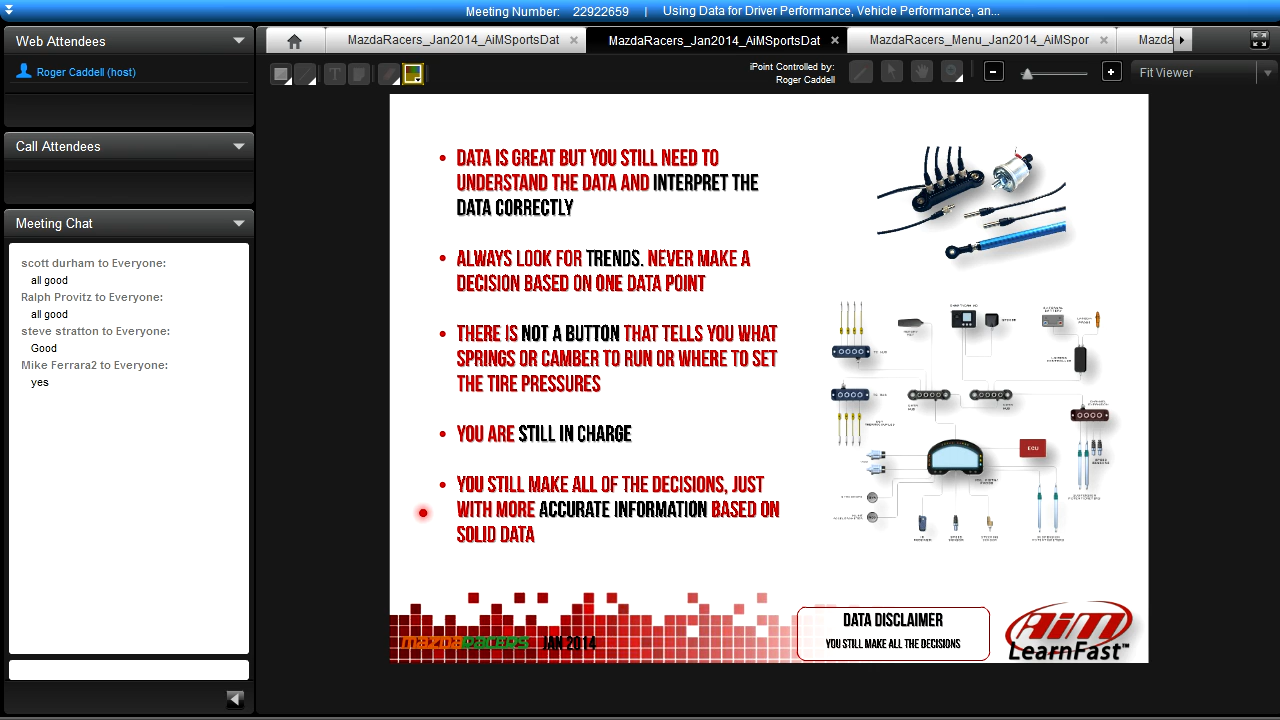 Meeting Number: 22922659 | Using Data for Driver Performance, Vehicle Performance, an...
Web Attendees
Roger Caddell (host)
Call Attendees
Meeting Chat
scott durham to Everyone:
all good
Ralph Provitz to Everyone:
all good
steve stratton to Everyone:
Good
Mike Ferrara2 to Everyone:
yes
MazdaRacers_Jan2014_AiMSportsDat
MazdaRacers_Jan2014_AiMSportsDat
MazdaRacers_Menu_Jan2014_AiMSpor
Mazda
iPoint Controlled by:
Roger Caddell
Fit Viewer
• DATA IS GREAT BUT YOU STILL NEED TO
UNDERSTAND THE DATA AND INTERPRET THE
DATA CORRECTLY
• ALWAYS LOOK FOR TRENDS. NEVER MAKE A
DECISION BASED ON ONE DATA POINT
• THERE IS NOT A BUTTON THAT TELLS YOU WHAT
SPRINGS OR CAMBER TO RUN OR WHERE TO SET
THE TIRE PRESSURES
• YOU ARE STILL IN CHARGE
• YOU STILL MAKE ALL OF THE DECISIONS, JUST
WITH MORE ACCURATE INFORMATION BASED ON
SOLID DATA
ECU
MAZDARACERS JAN 2014
DATA DISCLAIMER
YOU STILL MAKE ALL THE DECISIONS
AiM
LearnFast™